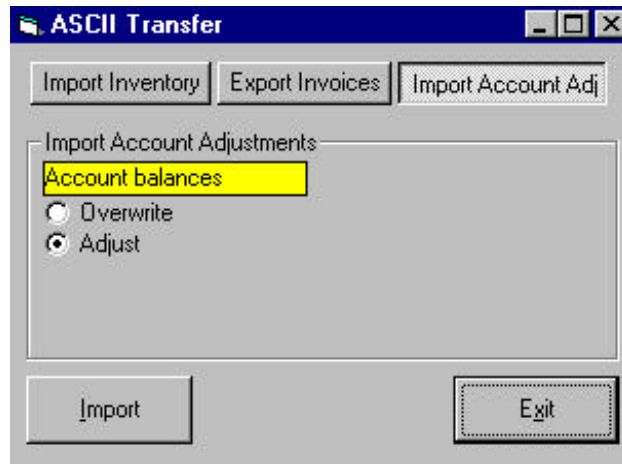 ASCII Transfer
Import Inventory Export Invoices Import Account Adj
Import Account Adjustments
Account balances
Overwrite
Adjust
Import Exit